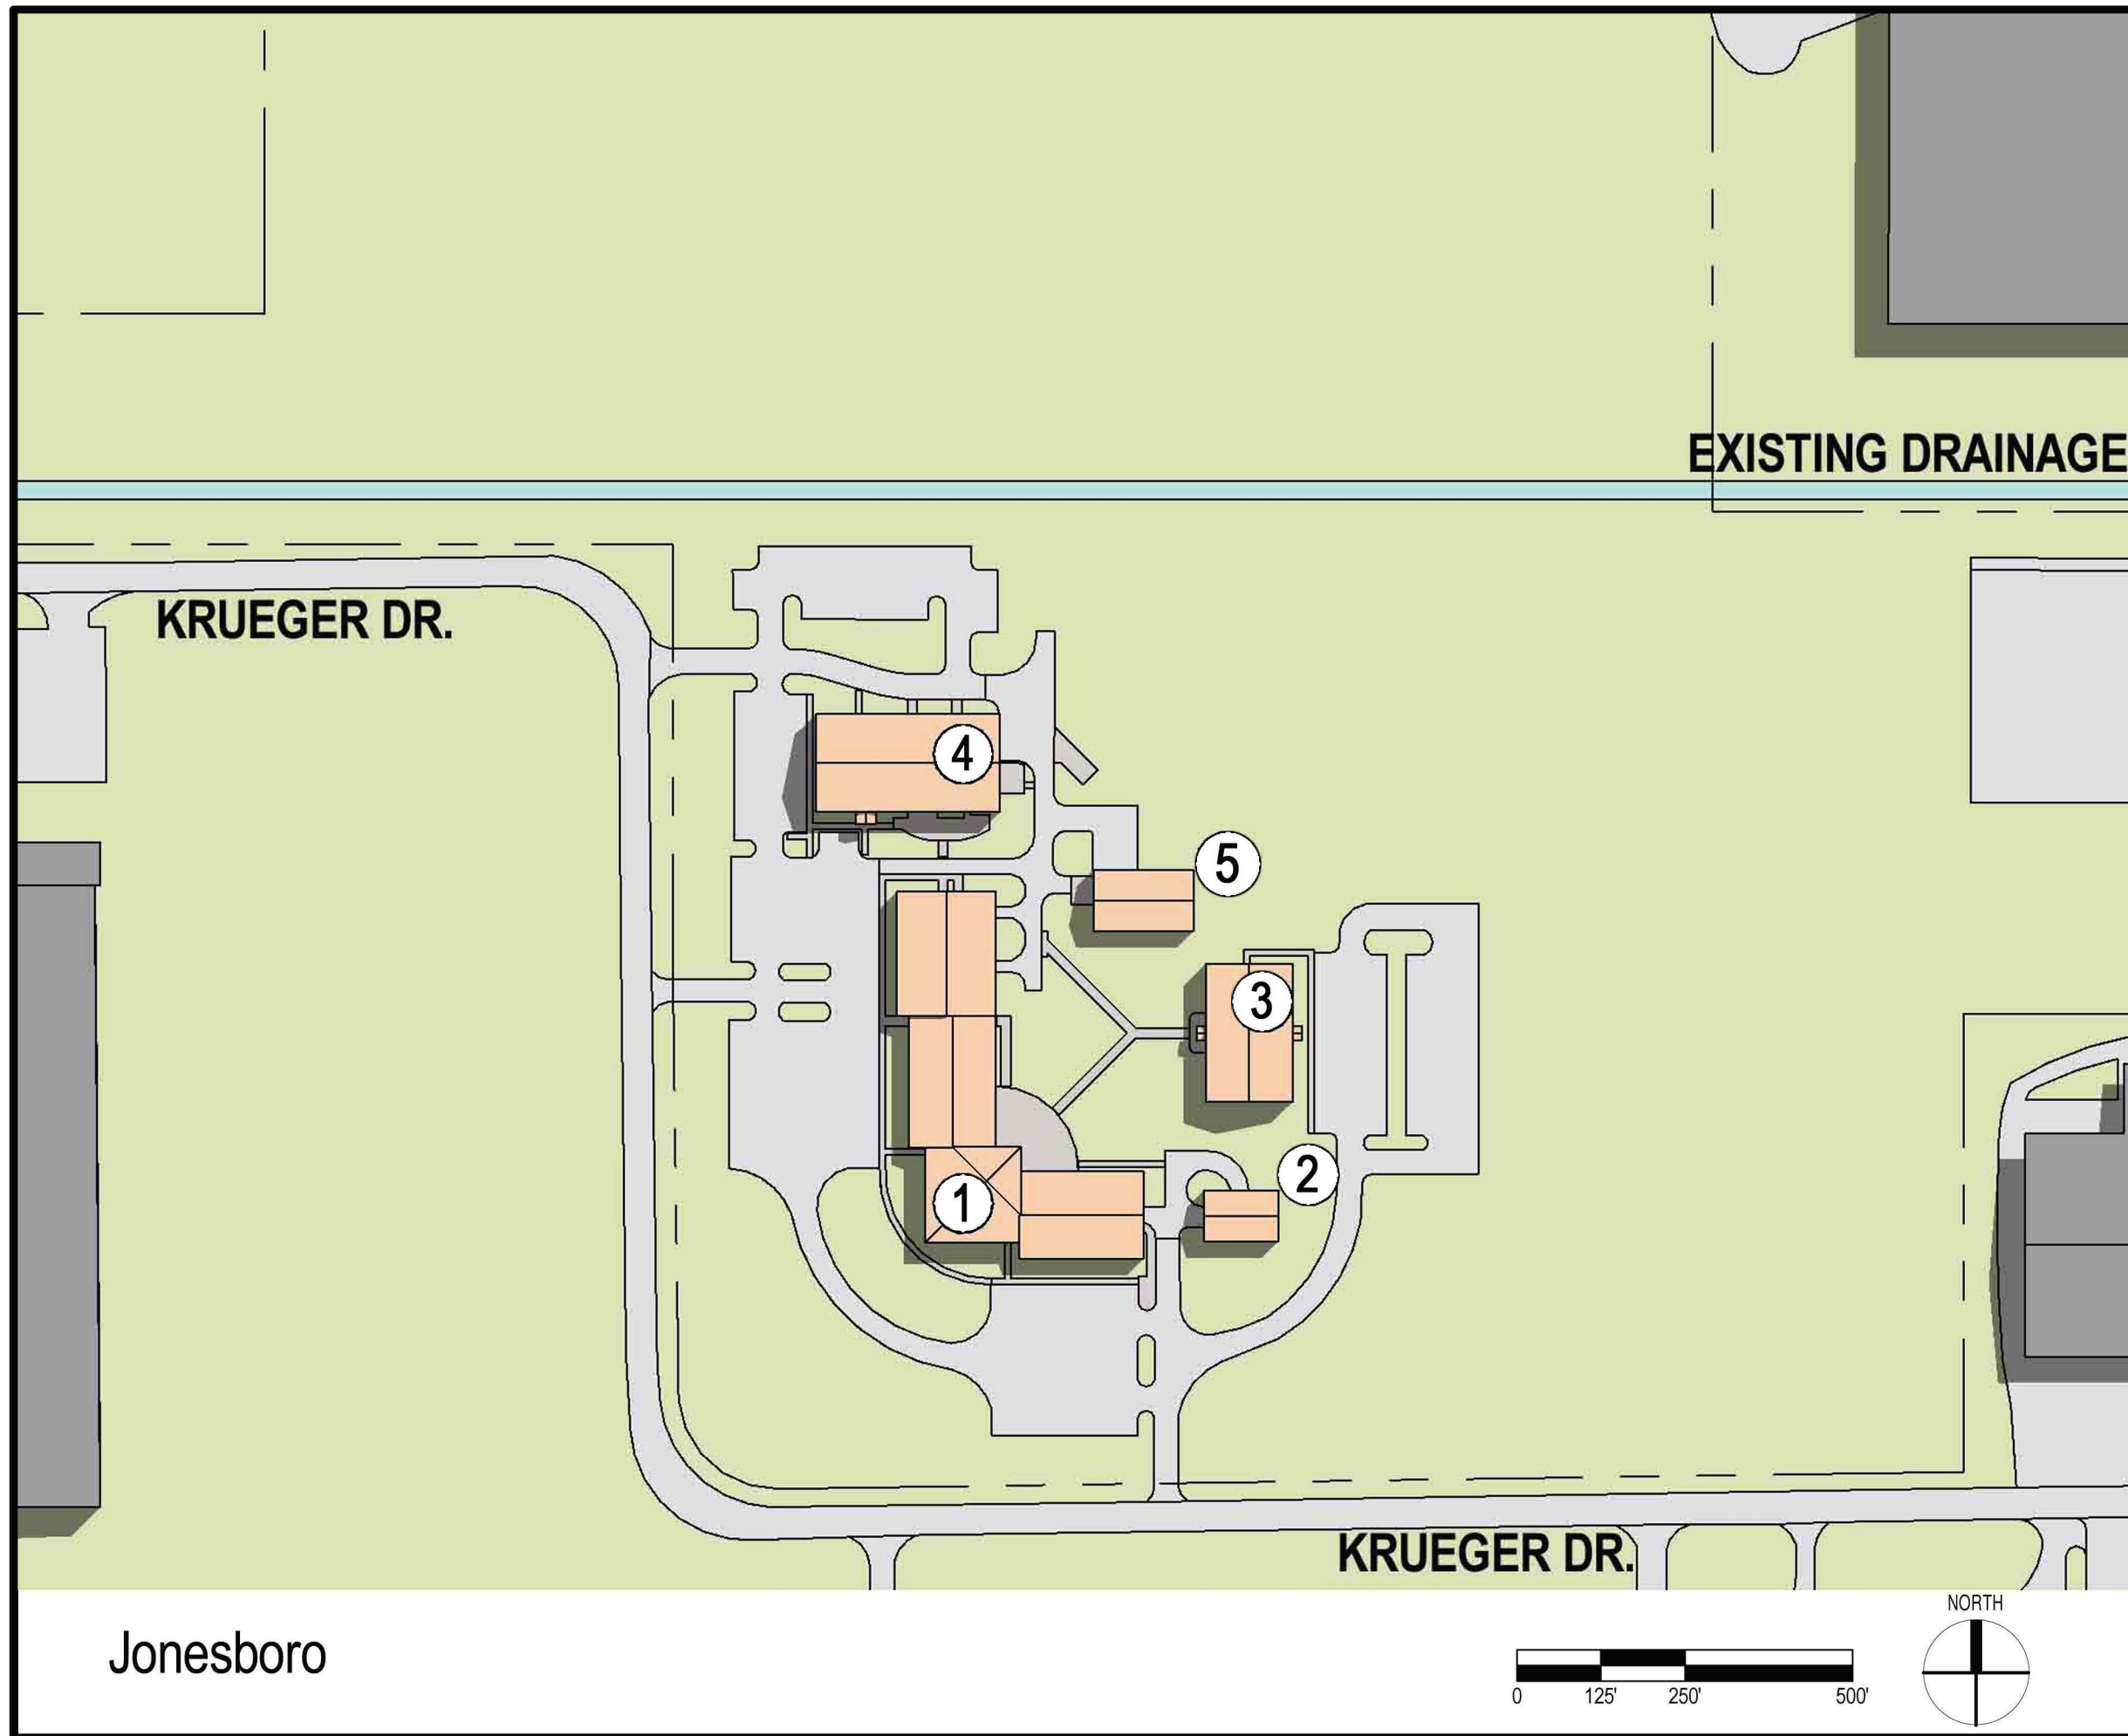 EXISTING DRAINAGE
KRUEGER DR.
4
5
3
2
1
KRUEGER DR.
NORTH
Jonesboro
0 125' 250' 500'